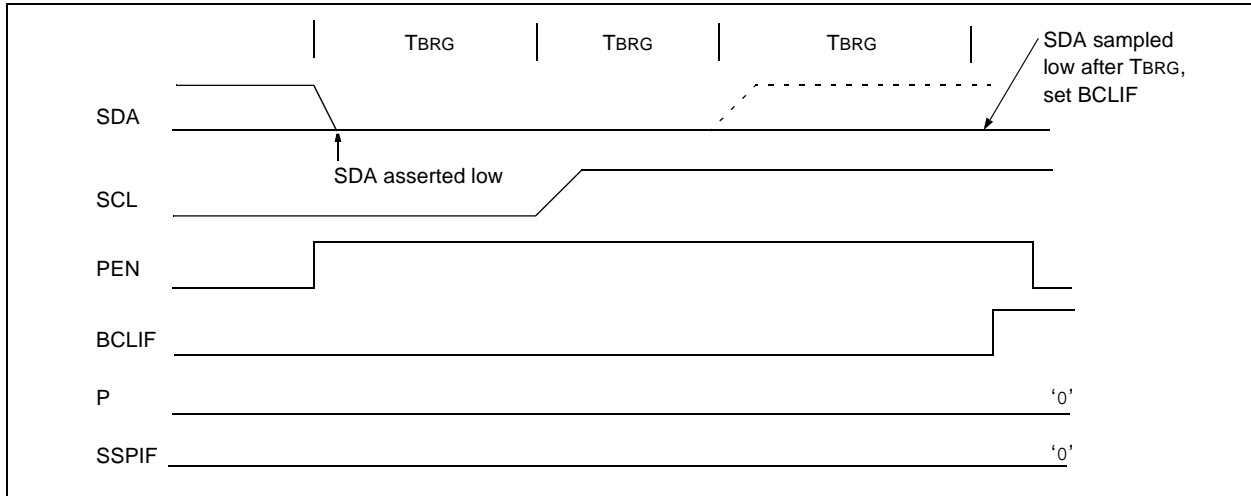 TBRG TBRG TBRG
SDA sampled
low after TBRG,
set BCLIF
SDA
SDA asserted low
SCL
PEN
BCLIF
P
‘0’
SSPIF
‘0’